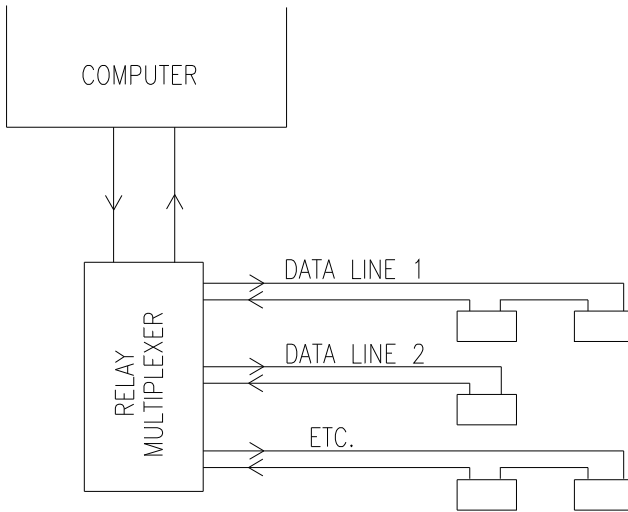 COMPUTER
DATA LINE 1
RELAY
MULTIPLEXER
DATA LINE 2
ETC.